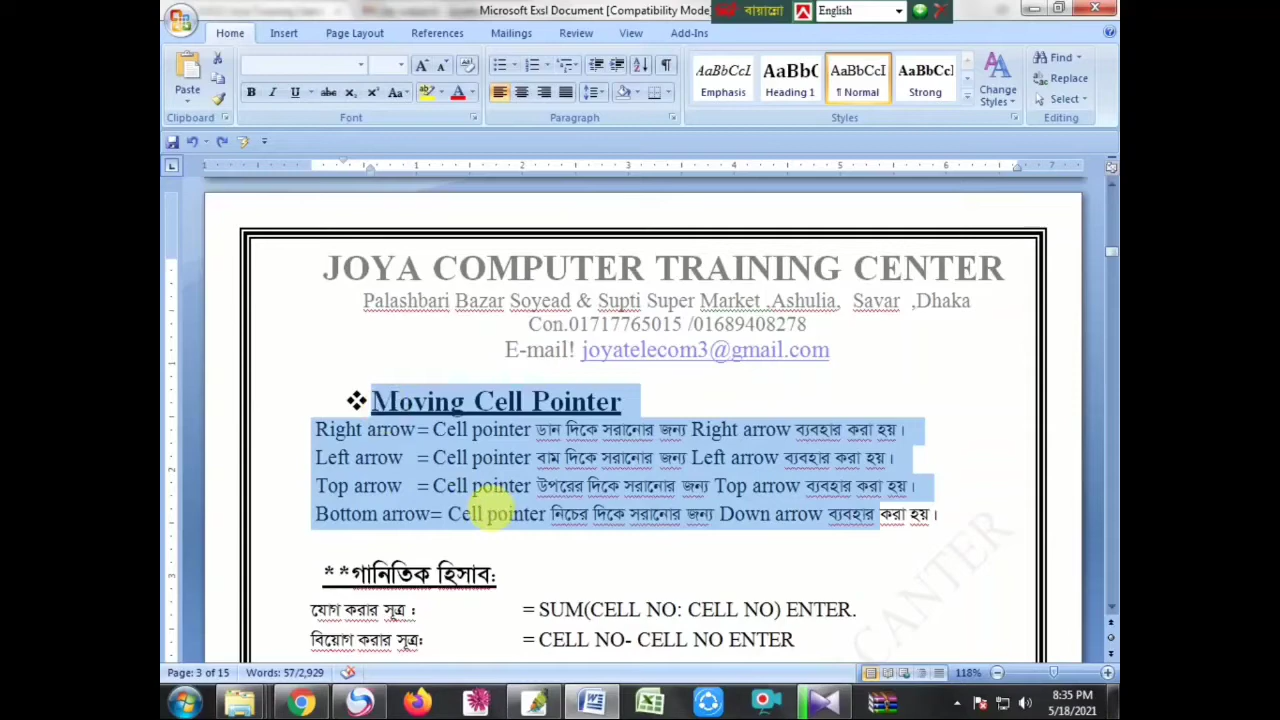 Microsoft Exsl Document [Compatibility Mode]
বায়ান্নো English
Home Insert Page Layout References Mailings Review View Add-Ins
Paste
Clipboard Font Paragraph Styles Editing
AaBbCcI AaBbC AaBbCcI AaBbCcl
Emphasis Heading 1 ¶ Normal Strong
Change Styles
Find
Replace
Select
JOYA COMPUTER TRAINING CENTER
Palashbari Bazar Soyead & Supti Super Market ,Ashulia, Savar ,Dhaka
Con.01717765015 /01689408278
E-mail! joyatelecom3@gmail.com
❖ Moving Cell Pointer
Right arrow= Cell pointer ডান দিকে সরানোর জন্য Right arrow ব্যবহার করা হয়।
Left arrow = Cell pointer বাম দিকে সরানোর জন্য Left arrow ব্যবহার করা হয়।
Top arrow = Cell pointer উপরের দিকে সরানোর জন্য Top arrow ব্যবহার করা হয়।
Bottom arrow= Cell pointer নিচের দিকে সরানোর জন্য Down arrow ব্যবহার করা হয়।
**গানিতিক হিসাব:
যোগ করার সূত্র : = SUM(CELL NO: CELL NO) ENTER.
বিয়োগ করার সূত্র: = CELL NO- CELL NO ENTER
CANTER
Page: 3 of 15 Words: 57/2,929 118%
8:35 PM
5/18/2021